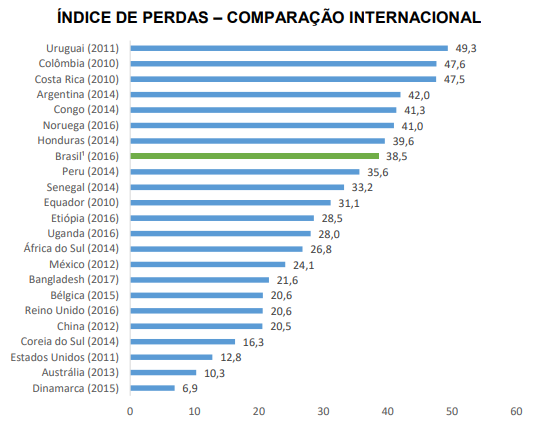 ÍNDICE DE PERDAS – COMPARAÇÃO INTERNACIONAL
Uruguai (2011) 49,3
Colômbia (2010) 47,6
Costa Rica (2010) 47,5
Argentina (2014) 42,0
Congo (2014) 41,3
Noruega (2016) 41,0
Honduras (2014) 39,6
Brasil¹ (2016) 38,5
Peru (2014) 35,6
Senegal (2014) 33,2
Equador (2010) 31,1
Etiópia (2016) 28,5
Uganda (2016) 28,0
África do Sul (2014) 26,8
México (2012) 24,1
Bangladesh (2017) 21,6
Bélgica (2015) 20,6
Reino Unido (2016) 20,6
China (2012) 20,5
Coreia do Sul (2014) 16,3
Estados Unidos (2011) 12,8
Austrália (2013) 10,3
Dinamarca (2015) 6,9
0 10 20 30 40 50 60